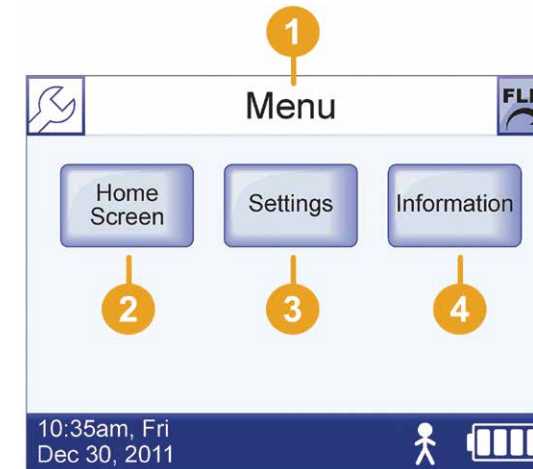 1
Menu
Home
Screen
Settings
Information
2
3
4
10:35am, Fri
Dec 30, 2011